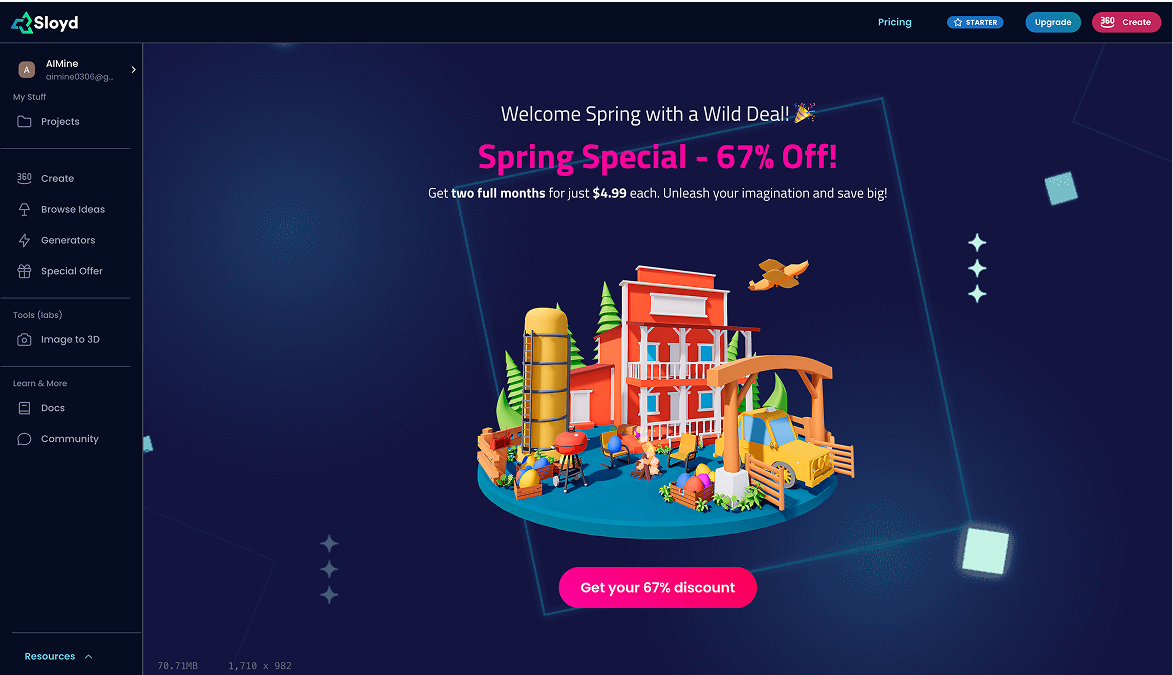 Sloyd
Pricing
STARTER
Upgrade
360 Create
A
AIMine
aimine0306@g...
My Stuff
Projects
360 Create
Browse Ideas
Generators
Special Offer
Tools (labs)
Image to 3D
Learn & More
Docs
Community
Resources
Welcome Spring with a Wild Deal!
Spring Special - 67% Off!
Get two full months for just $4.99 each. Unleash your imagination and save big!
Get your 67% discount
70.71MB 1,710 x 982